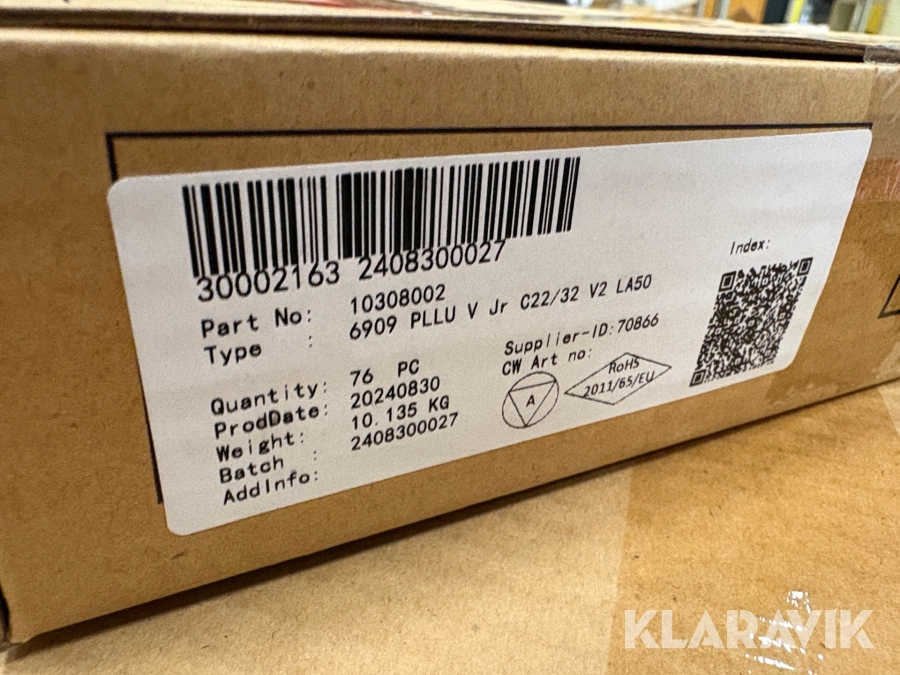 30002163 2408300027
Part No: 10308002
Type : 6909 PLLU V Jr C22/32 V2 LA50
Quantity: 76 PC
ProdDate: 20240830
Weight: 10.135 KG
Batch : 2408300027
AddInfo:
Supplier-ID:70866
CW Art no:
A
RoHS
2011/65/EU
Index:
KLARAVIK